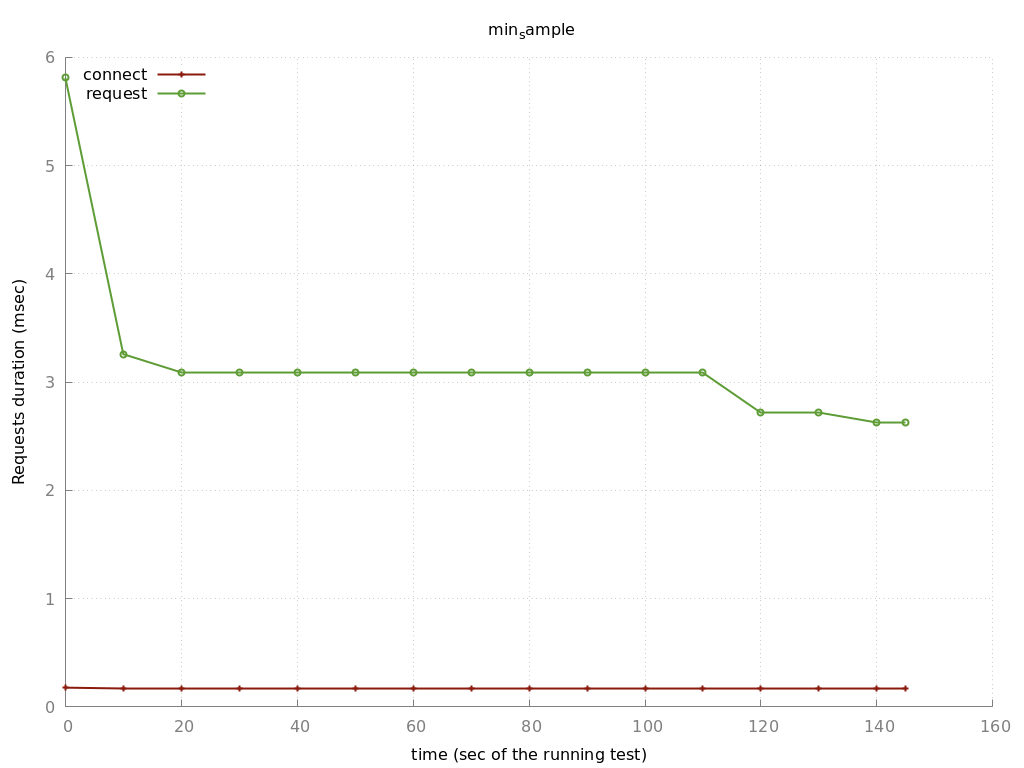 minsample
connect
request
6
5
4
3
2
1
0
Requests duration (msec)
0 20 40 60 80 100 120 140 160
time (sec of the running test)